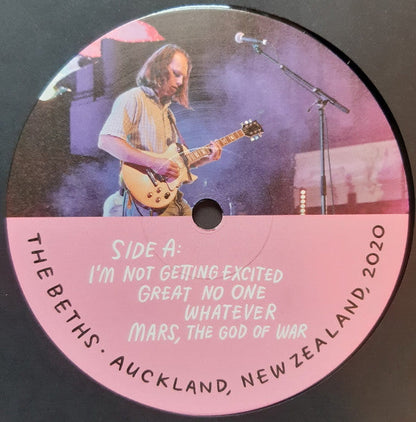 SIDE A:
I'M NOT GETTING EXCITED
GREAT NO ONE
WHATEVER
MARS, THE GOD OF WAR
THE BETHS · AUCKLAND, NEW ZEALAND, 2020